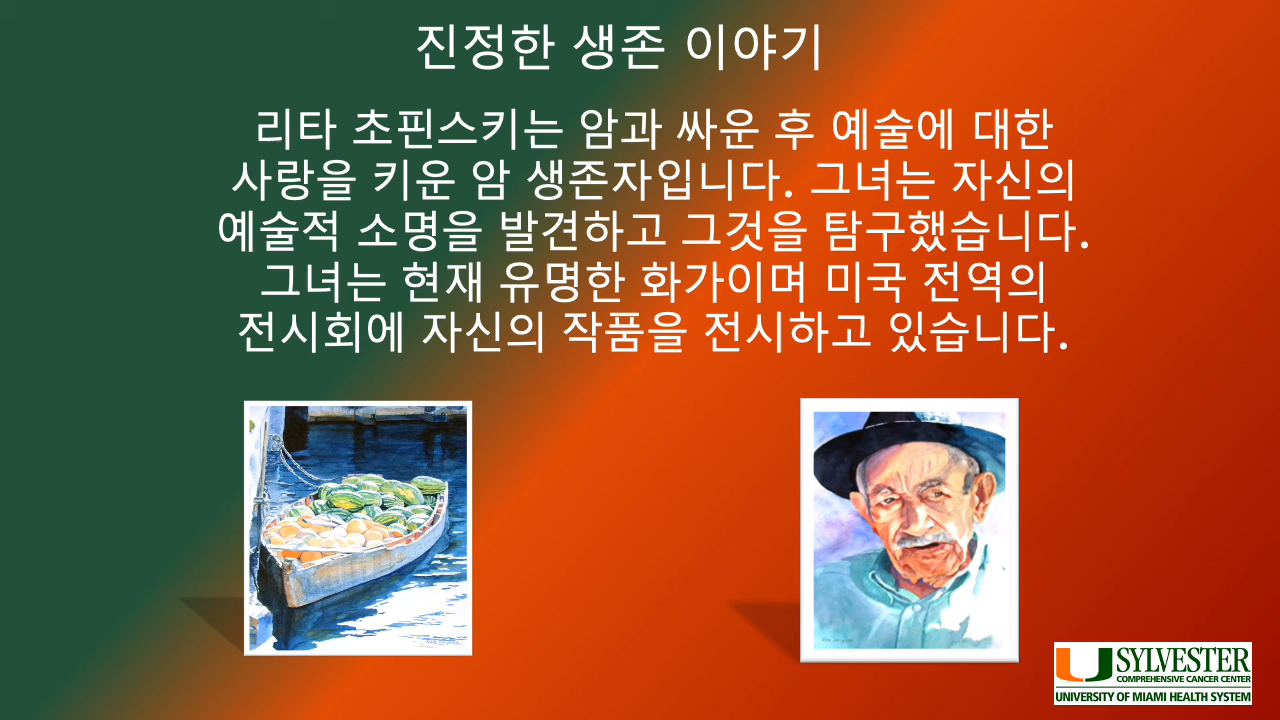 진정한 생존 이야기
리타 초핀스키는 암과 싸운 후 예술에 대한
사랑을 키운 암 생존자입니다. 그녀는 자신의
예술적 소명을 발견하고 그것을 탐구했습니다.
그녀는 현재 유명한 화가이며 미국 전역의
전시회에 자신의 작품을 전시하고 있습니다.
SYLVESTER
COMPREHENSIVE CANCER CENTER
UNIVERSITY OF MIAMI HEALTH SYSTEM